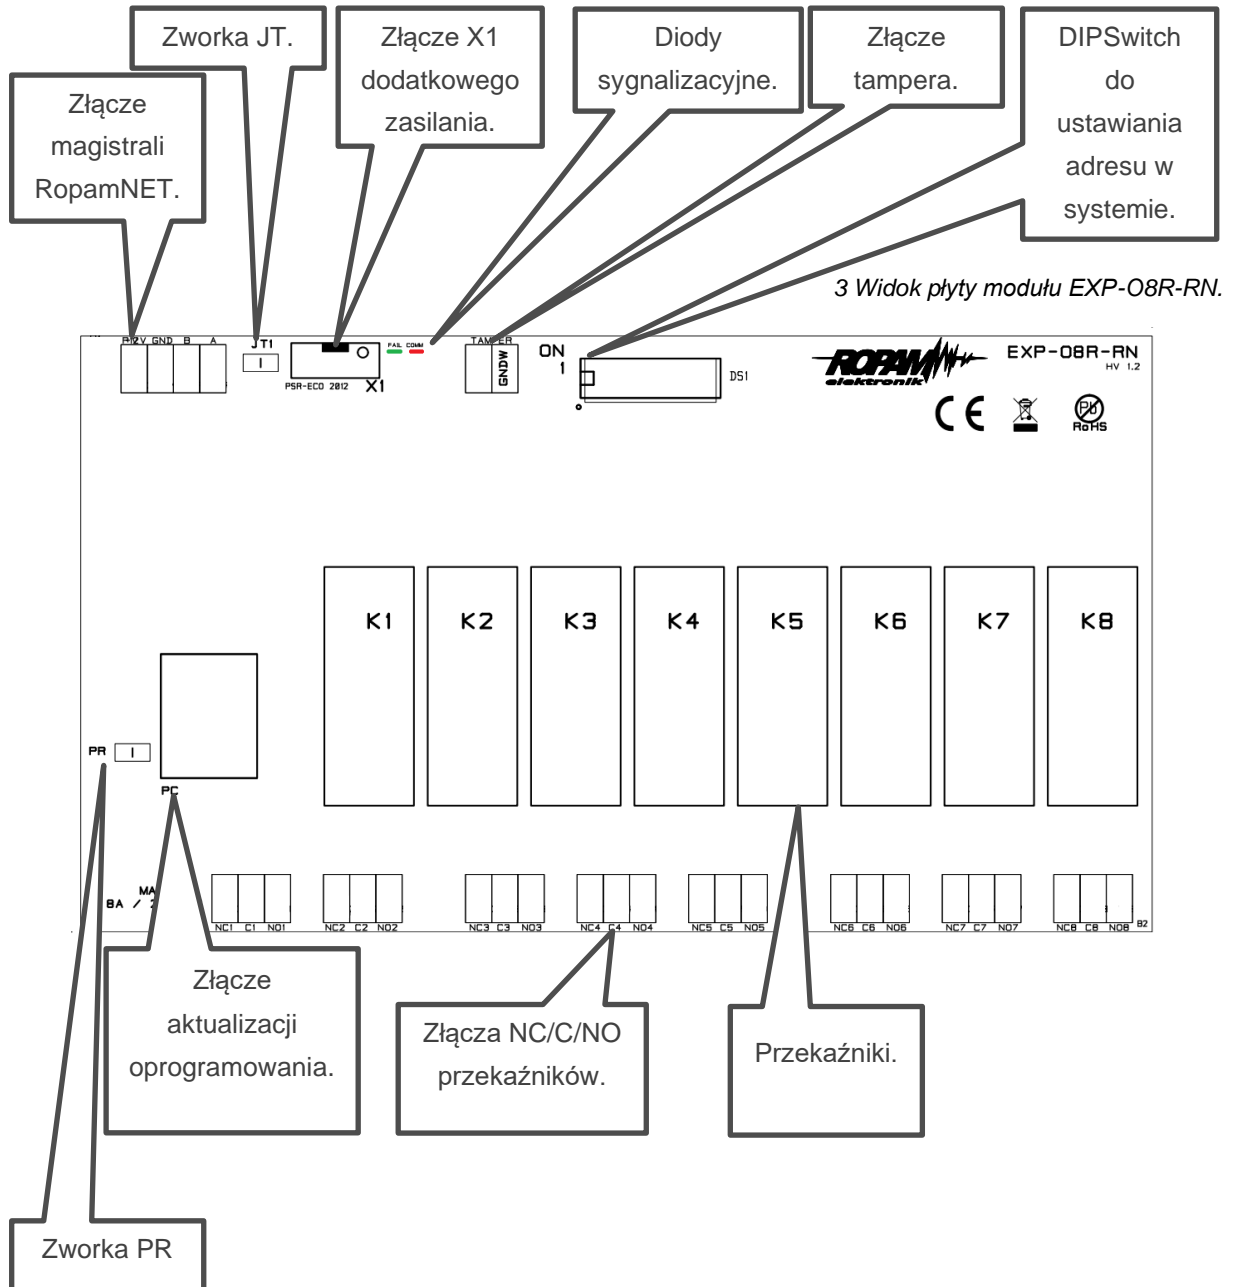 Zworka JT.
Złącze X1
dodatkowego
zasilania.
Diody
sygnalizacyjne.
Złącze
tampera.
DIPSwitch
do
ustawiania
adresu w
systemie.
Złącze
magistrali
RopamNET.
3 Widok płyty modułu EXP-O8R-RN.
GND B A
JT1
FAIL COMM
TAMPER
GNDW
PSR-ECO 2012 X1
ON
1
DS1
ROPAM
elektronik
EXP-O8R-RN
HV 1.2
CE
Pb
RoHS
K1 K2 K3 K4 K5 K6 K7 K8
PR
PC
NC1 C1 NO1
NC2 C2 NO2
NC3 C3 NO3
NC4 C4 NO4
NC5 C5 NO5
NC6 C6 NO6
NC7 C7 NO7
NC8 C8 NO8
B2
Złącze
aktualizacji
oprogramowania.
Złącza NC/C/NO
przekaźników.
Przekaźniki.
Zworka PR